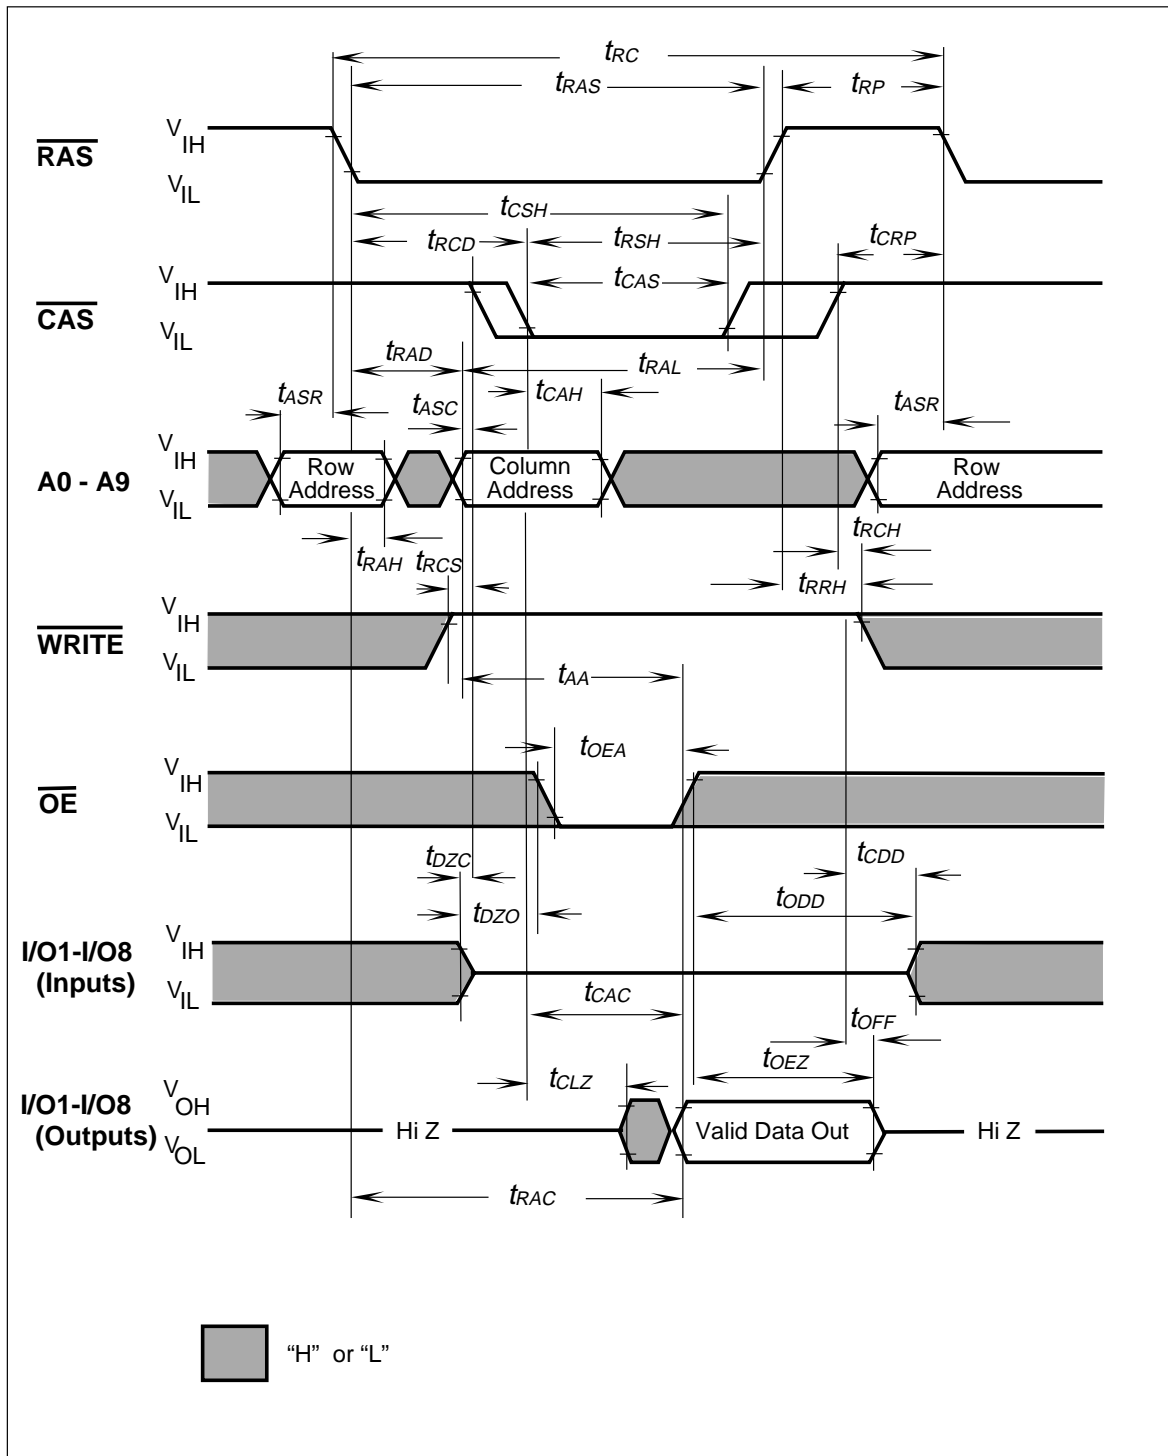 tRC
tRAS
tRP
RAS
VIH
VIL
tCSH
tRCD
tRSH
tCRP
tCAS
CAS
VIH
VIL
tRAD
tRAL
tASR
tASC
tCAH
tASR
A0 - A9
VIH
VIL
Row
Address
Column
Address
Row
Address
tRAH
tRCS
tRCH
tRRH
WRITE
VIH
VIL
tAA
tOEA
OE
VIH
VIL
tDZC
tCDD
tDZO
tODD
I/O1-I/O8
(Inputs)
VIH
VIL
tCAC
tOFF
tOEZ
tCLZ
I/O1-I/O8
(Outputs)
VOH
VOL
Hi Z
Valid Data Out
Hi Z
tRAC
“H” or “L”